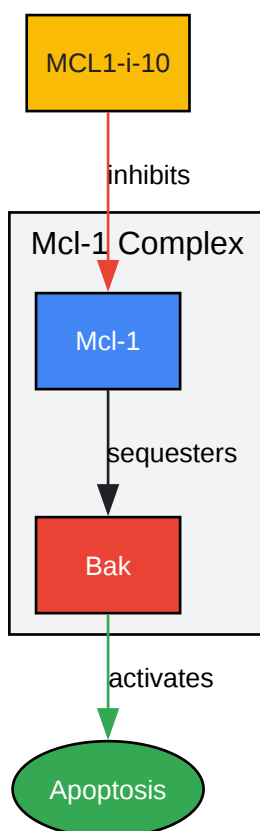 MCL1-i-10
inhibits
Mcl-1 Complex
Mcl-1
sequesters
Bak
activates
Apoptosis